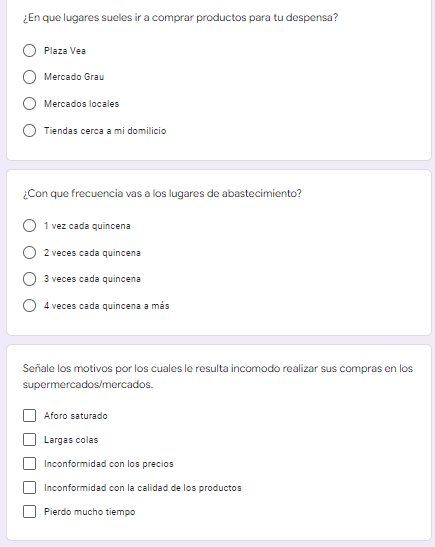 ¿En que lugares sueles ir a comprar productos para tu despensa?
Plaza Vea
Mercado Grau
Mercados locales
Tiendas cerca a mi domilicio
¿Con que frecuencia vas a los lugares de abastecimiento?
1 vez cada quincena
2 veces cada quincena
3 veces cada quincena
4 veces cada quincena a más
Señale los motivos por los cuales le resulta incomodo realizar sus compras en los
supermercados/mercados.
Aforo saturado
Largas colas
Inconformidad con los precios
Inconformidad con la calidad de los productos
Pierdo mucho tiempo